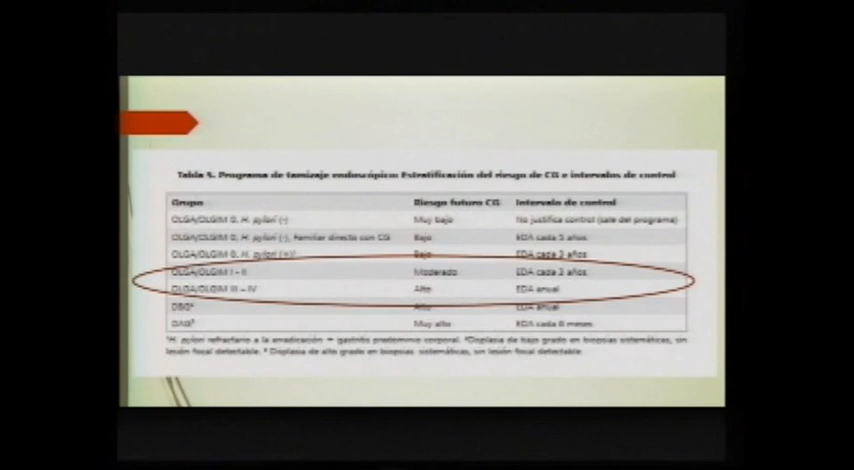 Tabla 5. Programa de tamizaje endoscópico: Estratificación del riesgo de CG e intervalos de control
Grupo Riesgo futuro CG Intervalo de control
OLGA/OLGIM 0, H. pylori (-) Muy bajo No justifica control (sale del programa)
OLGA/OLGIM 0, H. pylori (-), Familiar directo con CG Bajo EDA cada 5 años
OLGA/OLGIM 0, H. pylori (+) Bajo EDA cada 3 años
OLGA/OLGIM I - II Moderado EDA cada 3 años
OLGA/OLGIM III – IV Alto EDA anual
DBG Alto EDA anual
DAG Muy alto EDA cada 6 meses
H. pylori refractario a la erradicación = gastritis predominio corporal. Displasia de bajo grado en biopsias sistemáticas, sin
lesión focal detectable. Displasia de alto grado en biopsias sistemáticas, sin lesión focal detectable.